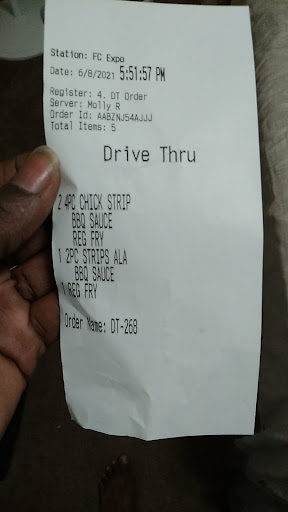 Station: FC Expo
Date: 6/8/2021 5:51:57 PM
Register: 4. DT Order
Server: Molly R
Order Id: AABZNJ54AJJJ
Total Items: 5
Drive Thru
2 4PC CHICK STRIP
BBQ SAUCE
REG FRY
1 2PC STRIPS ALA
BBQ SAUCE
1 REG FRY
Order Name: DT-268